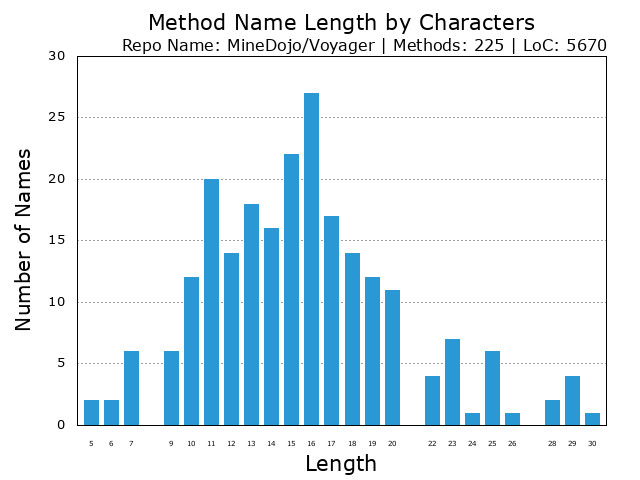 Method Name Length by Characters
Repo Name: MineDojo/Voyager | Methods: 225 | LoC: 5670
Number of Names
30
25
20
15
10
5
0
5 6 7 9 10 11 12 13 14 15 16 17 18 19 20 22 23 24 25 26 28 29 30
Length